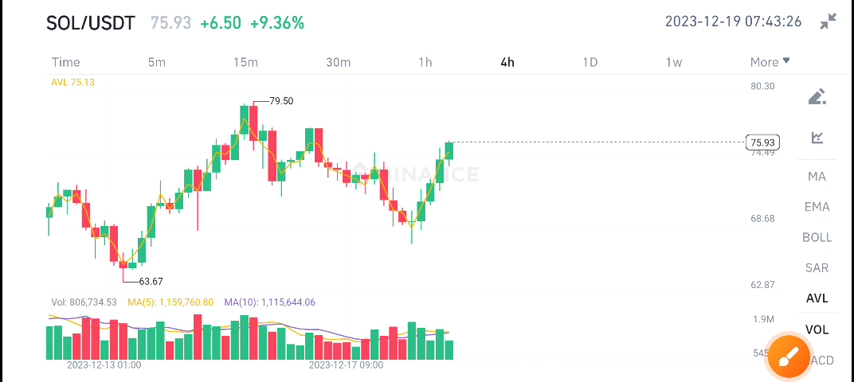 SOL/USDT 75.93 +6.50 +9.36% 2023-12-19 07:43:26
Time 5m 15m 30m 1h 4h 1D 1w More
AVL 75.13
80.30
79.50
75.93
74.49
MA
BINANCE
EMA
68.68
BOLL
SAR
63.67
62.87
Vol: 806,734.53 MA(5): 1,159,760.80 MA(10): 1,115,644.06
AVL
1.9M
VOL
2023-12-13 01:00 2023-12-17 09:00